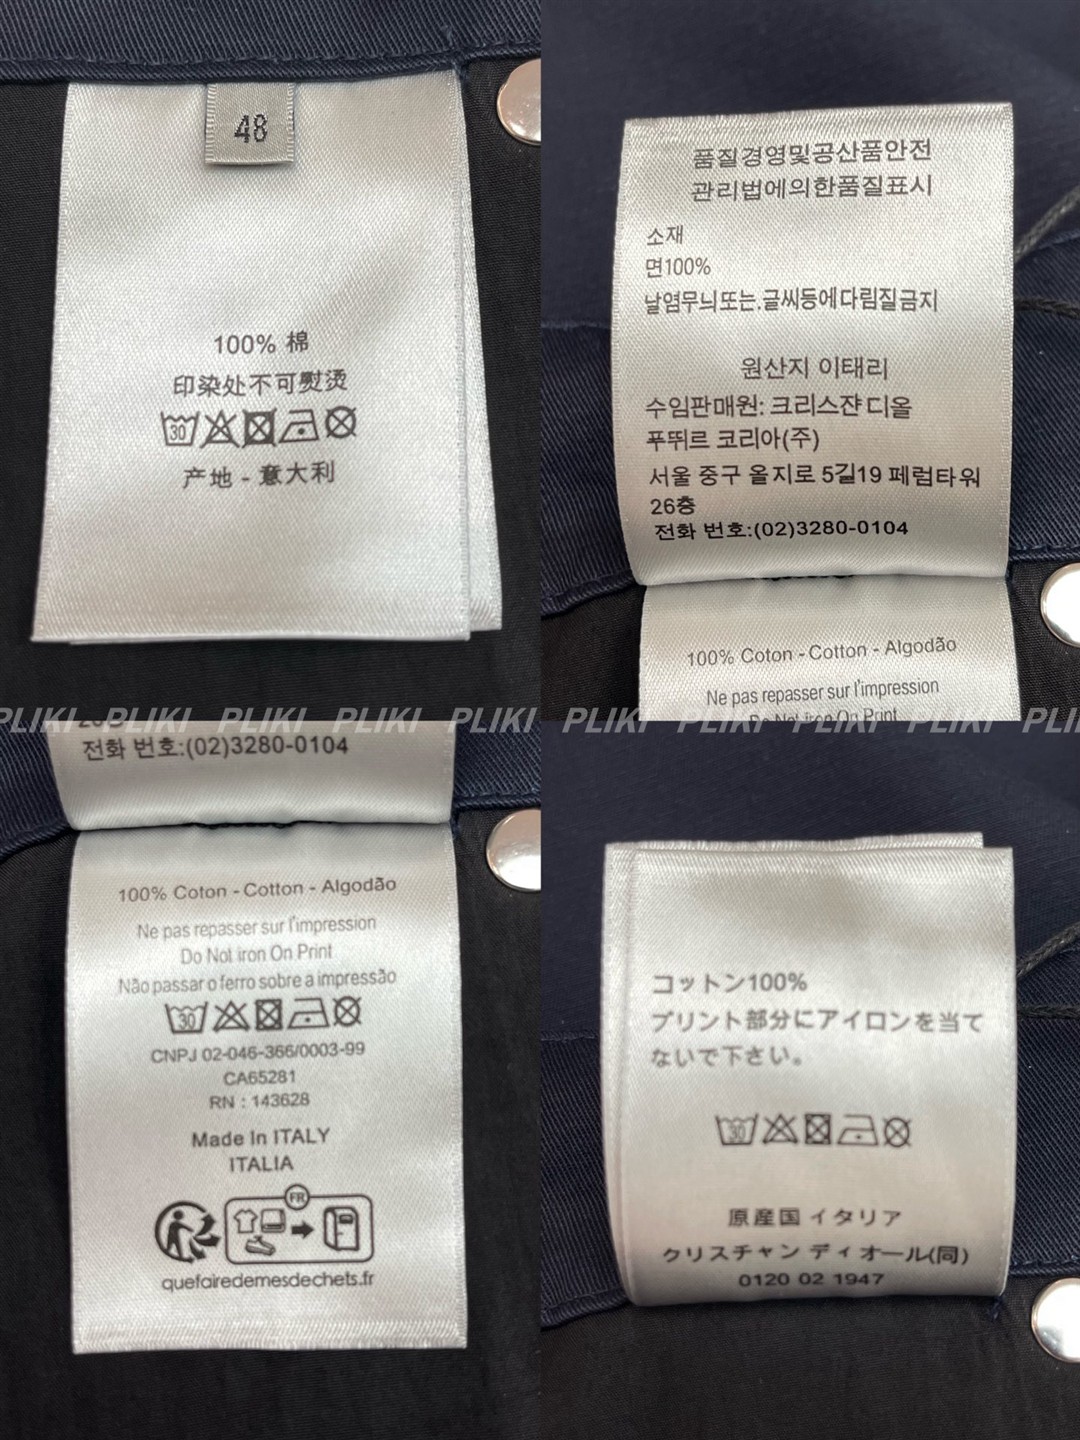 48
100% 棉
印染处不可熨烫
30
产地 - 意大利
품질경영및공산품안전
관리법에의한품질표시
소재
면100%
날염무늬또는.글씨등에다림질금지
원산지 이태리
수임판매원: 크리스쟌 디올
푸뛰르 코리아(주)
서울 중구 올지로 5길19 페럼타워
26층
전화 번호:(02)3280-0104
100% Coton - Cotton - Algodão
Ne pas repasser sur l'impression
Do Not iron On Print
PLIKI PLIKI PLIKI PLIKI PLIKI PLIKI PLIKI PLIKI PLIKI PLIKI
전화 번호:(02)3280-0104
100% Coton - Cotton - Algodão
Ne pas repasser sur l'impression
Do Not iron On Print
Não passar o ferro sobre a impressão
30
CNPJ 02-046-366/0003-99
CA65281
RN : 143628
Made In ITALY
ITALIA
FR
quefairedemesdechets.fr
コットン100%
プリント部分にアイロンを当て
ないで下さい。
30
原産国 イタリア
クリスチャン ディオール(同)
0120 02 1947